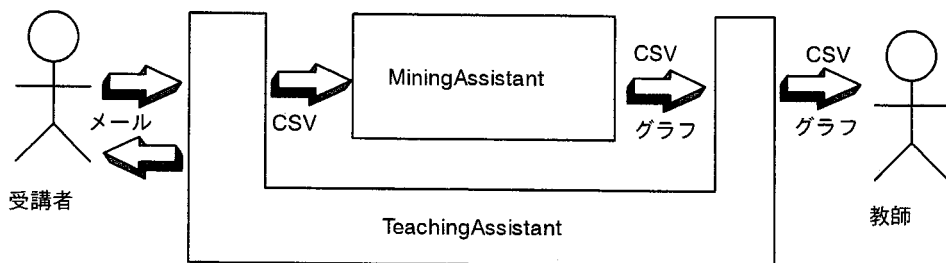 メール
受講者
CSV
MiningAssistant
CSV
グラフ
CSV
グラフ
教師
TeachingAssistant